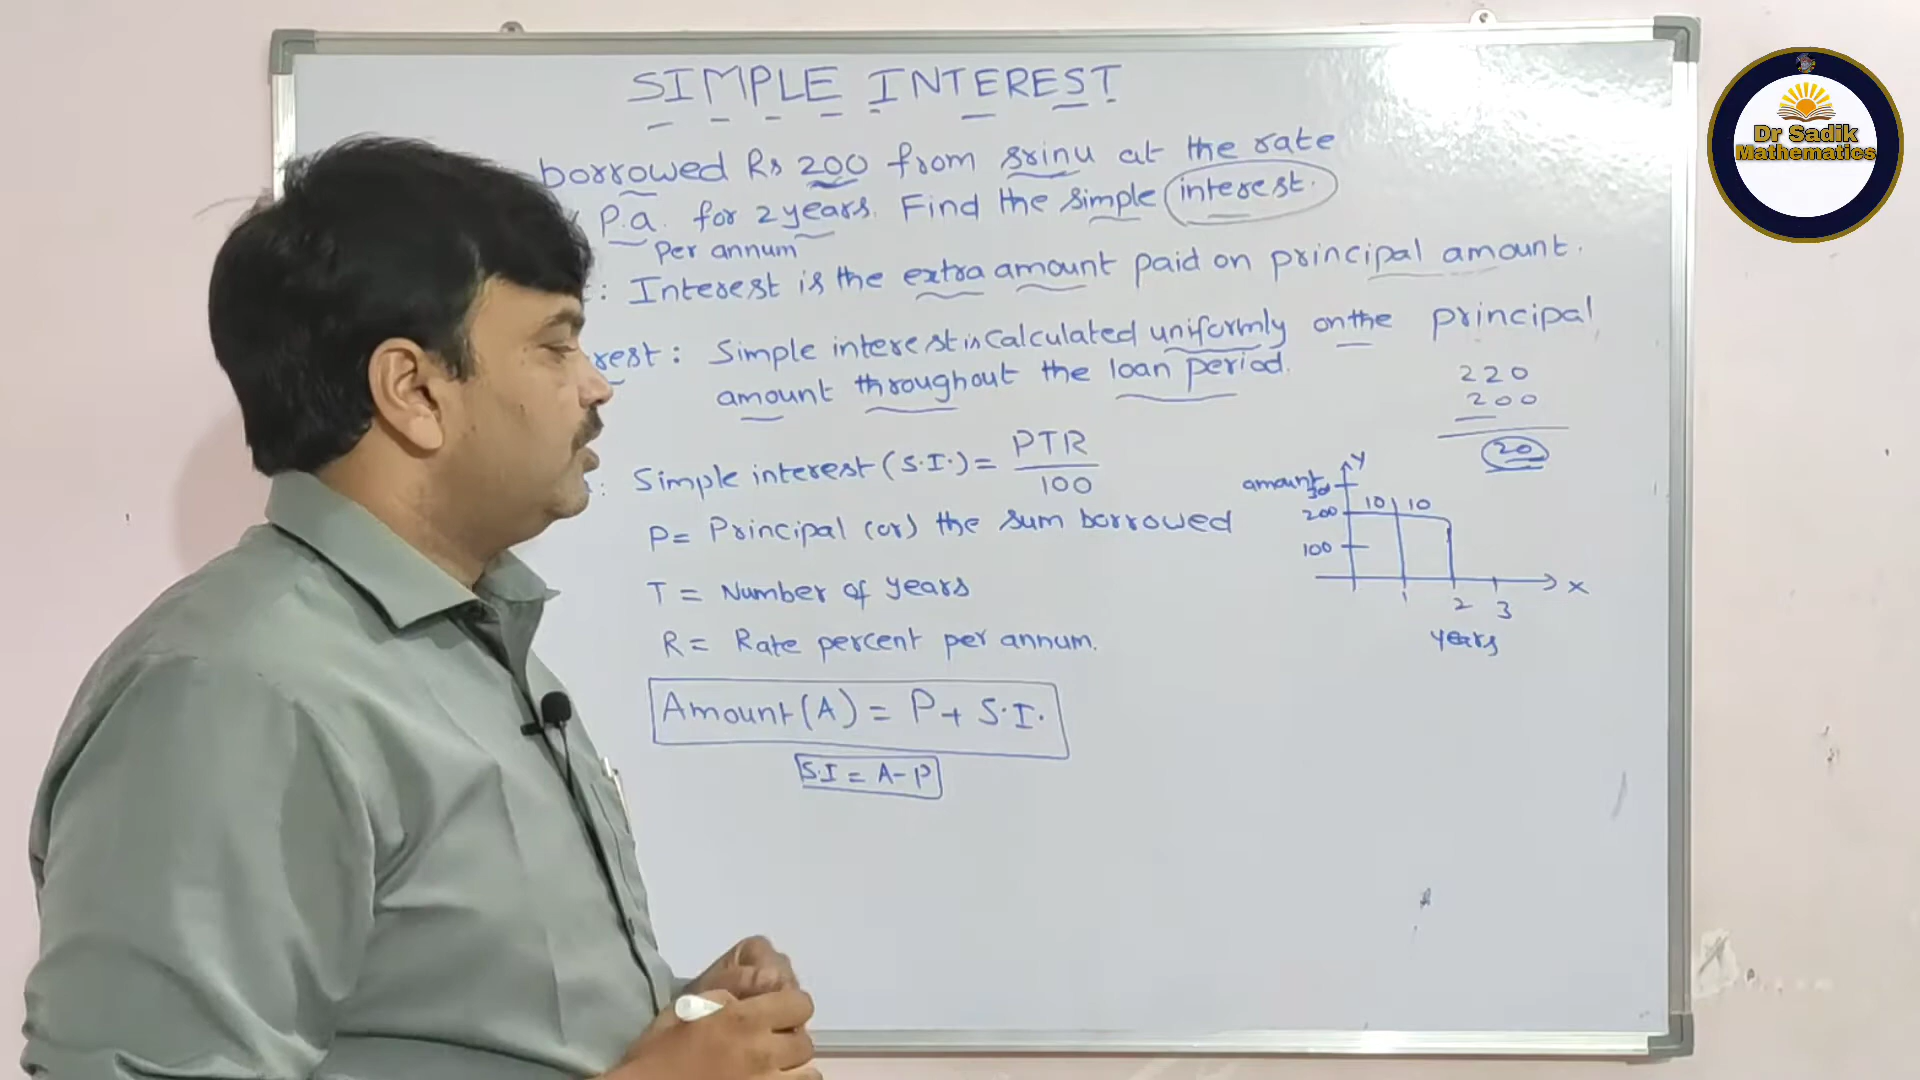 SIMPLE INTEREST
borrowed Rs 200 from srinu at the rate
P.a. for 2 years. Find the simple interest.
Per annum
: Interest is the extra amount paid on principal amount.
rest: Simple interest is calculated uniformly on the principal
amount throughout the loan period.
220
200
20
: Simple interest (S.I.) = PTR
100
P = Principal (or) the sum borrowed
T = Number of years
R = Rate percent per annum.
Amount (A) = P + S.I.
S.I = A - P
Y
amount
200
100
10 10
X
1 2 3
years
Dr Sadik
Mathematics